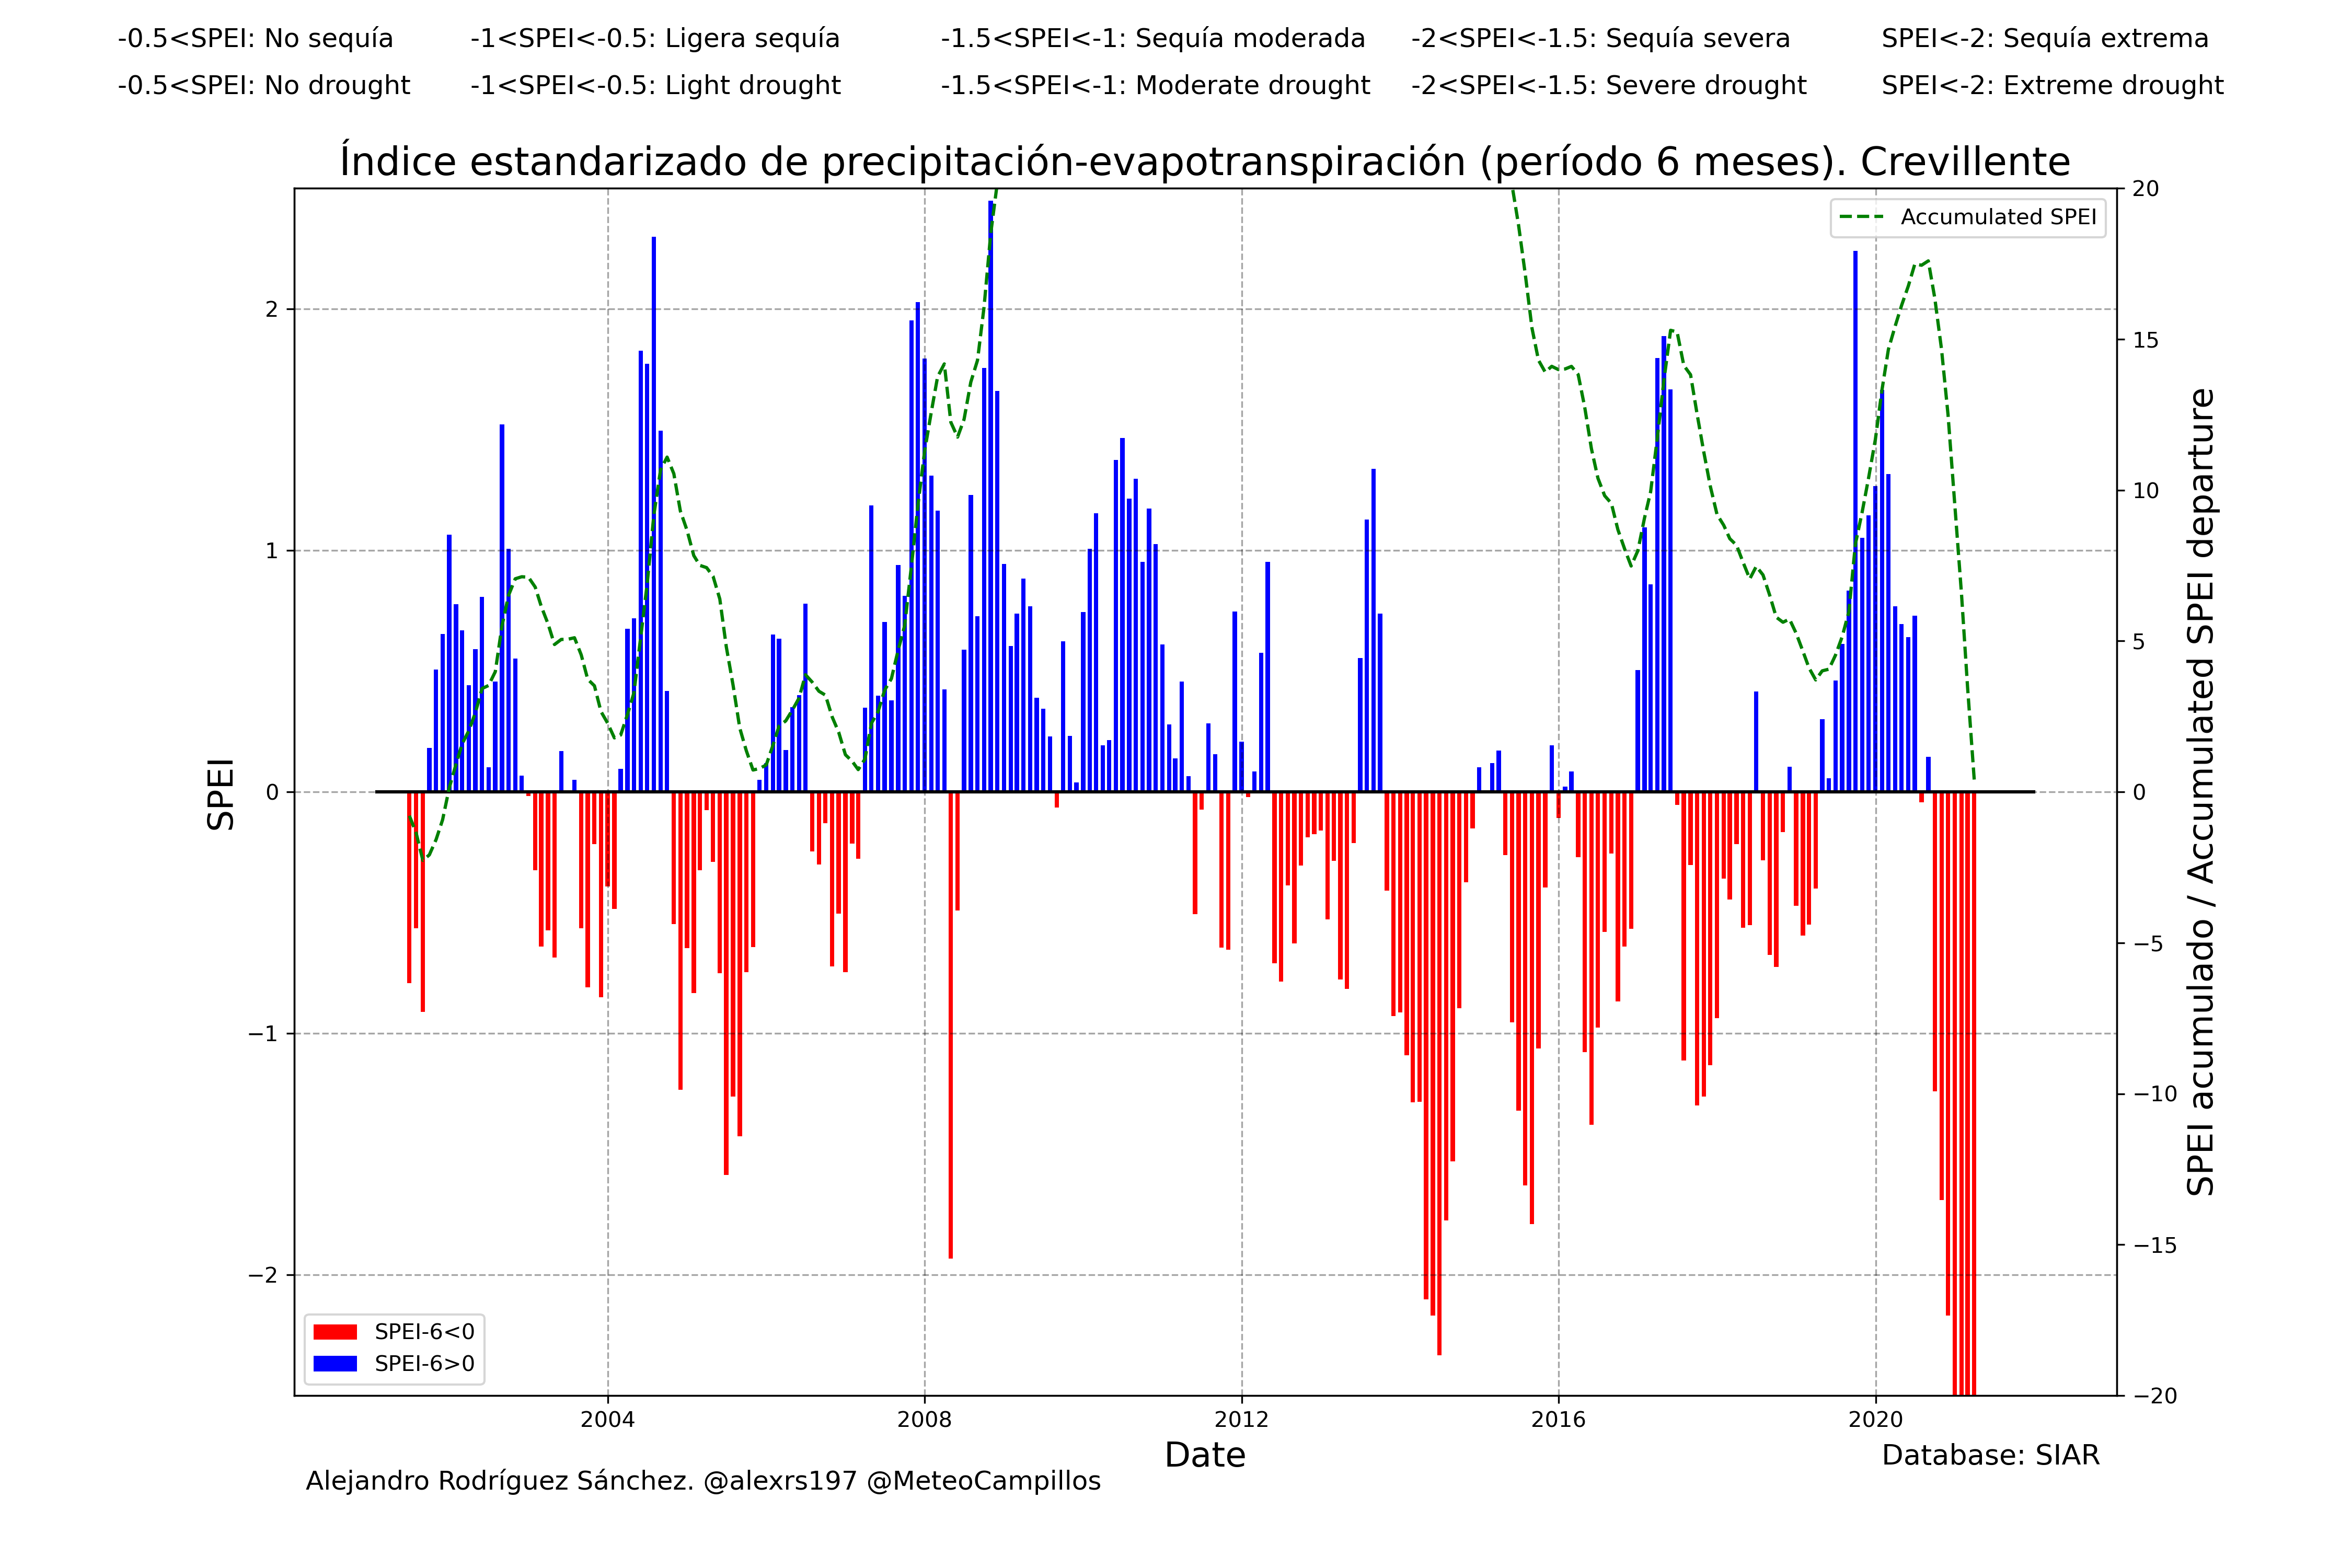 -0.5<SPEI: No sequía -1<SPEI<-0.5: Ligera sequía -1.5<SPEI<-1: Sequía moderada -2<SPEI<-1.5: Sequía severa SPEI<-2: Sequía extrema
-0.5<SPEI: No drought -1<SPEI<-0.5: Light drought -1.5<SPEI<-1: Moderate drought -2<SPEI<-1.5: Severe drought SPEI<-2: Extreme drought
Índice estandarizado de precipitación-evapotranspiración (período 6 meses). Crevillente
Accumulated SPEI
SPEI
2
1
0
−1
−2
20
15
10
5
0
−5
−10
−15
−20
SPEI acumulado / Accumulated SPEI departure
SPEI-6<0
SPEI-6>0
2004 2008 2012 2016 2020
Date
Database: SIAR
Alejandro Rodríguez Sánchez. @alexrs197 @MeteoCampillos